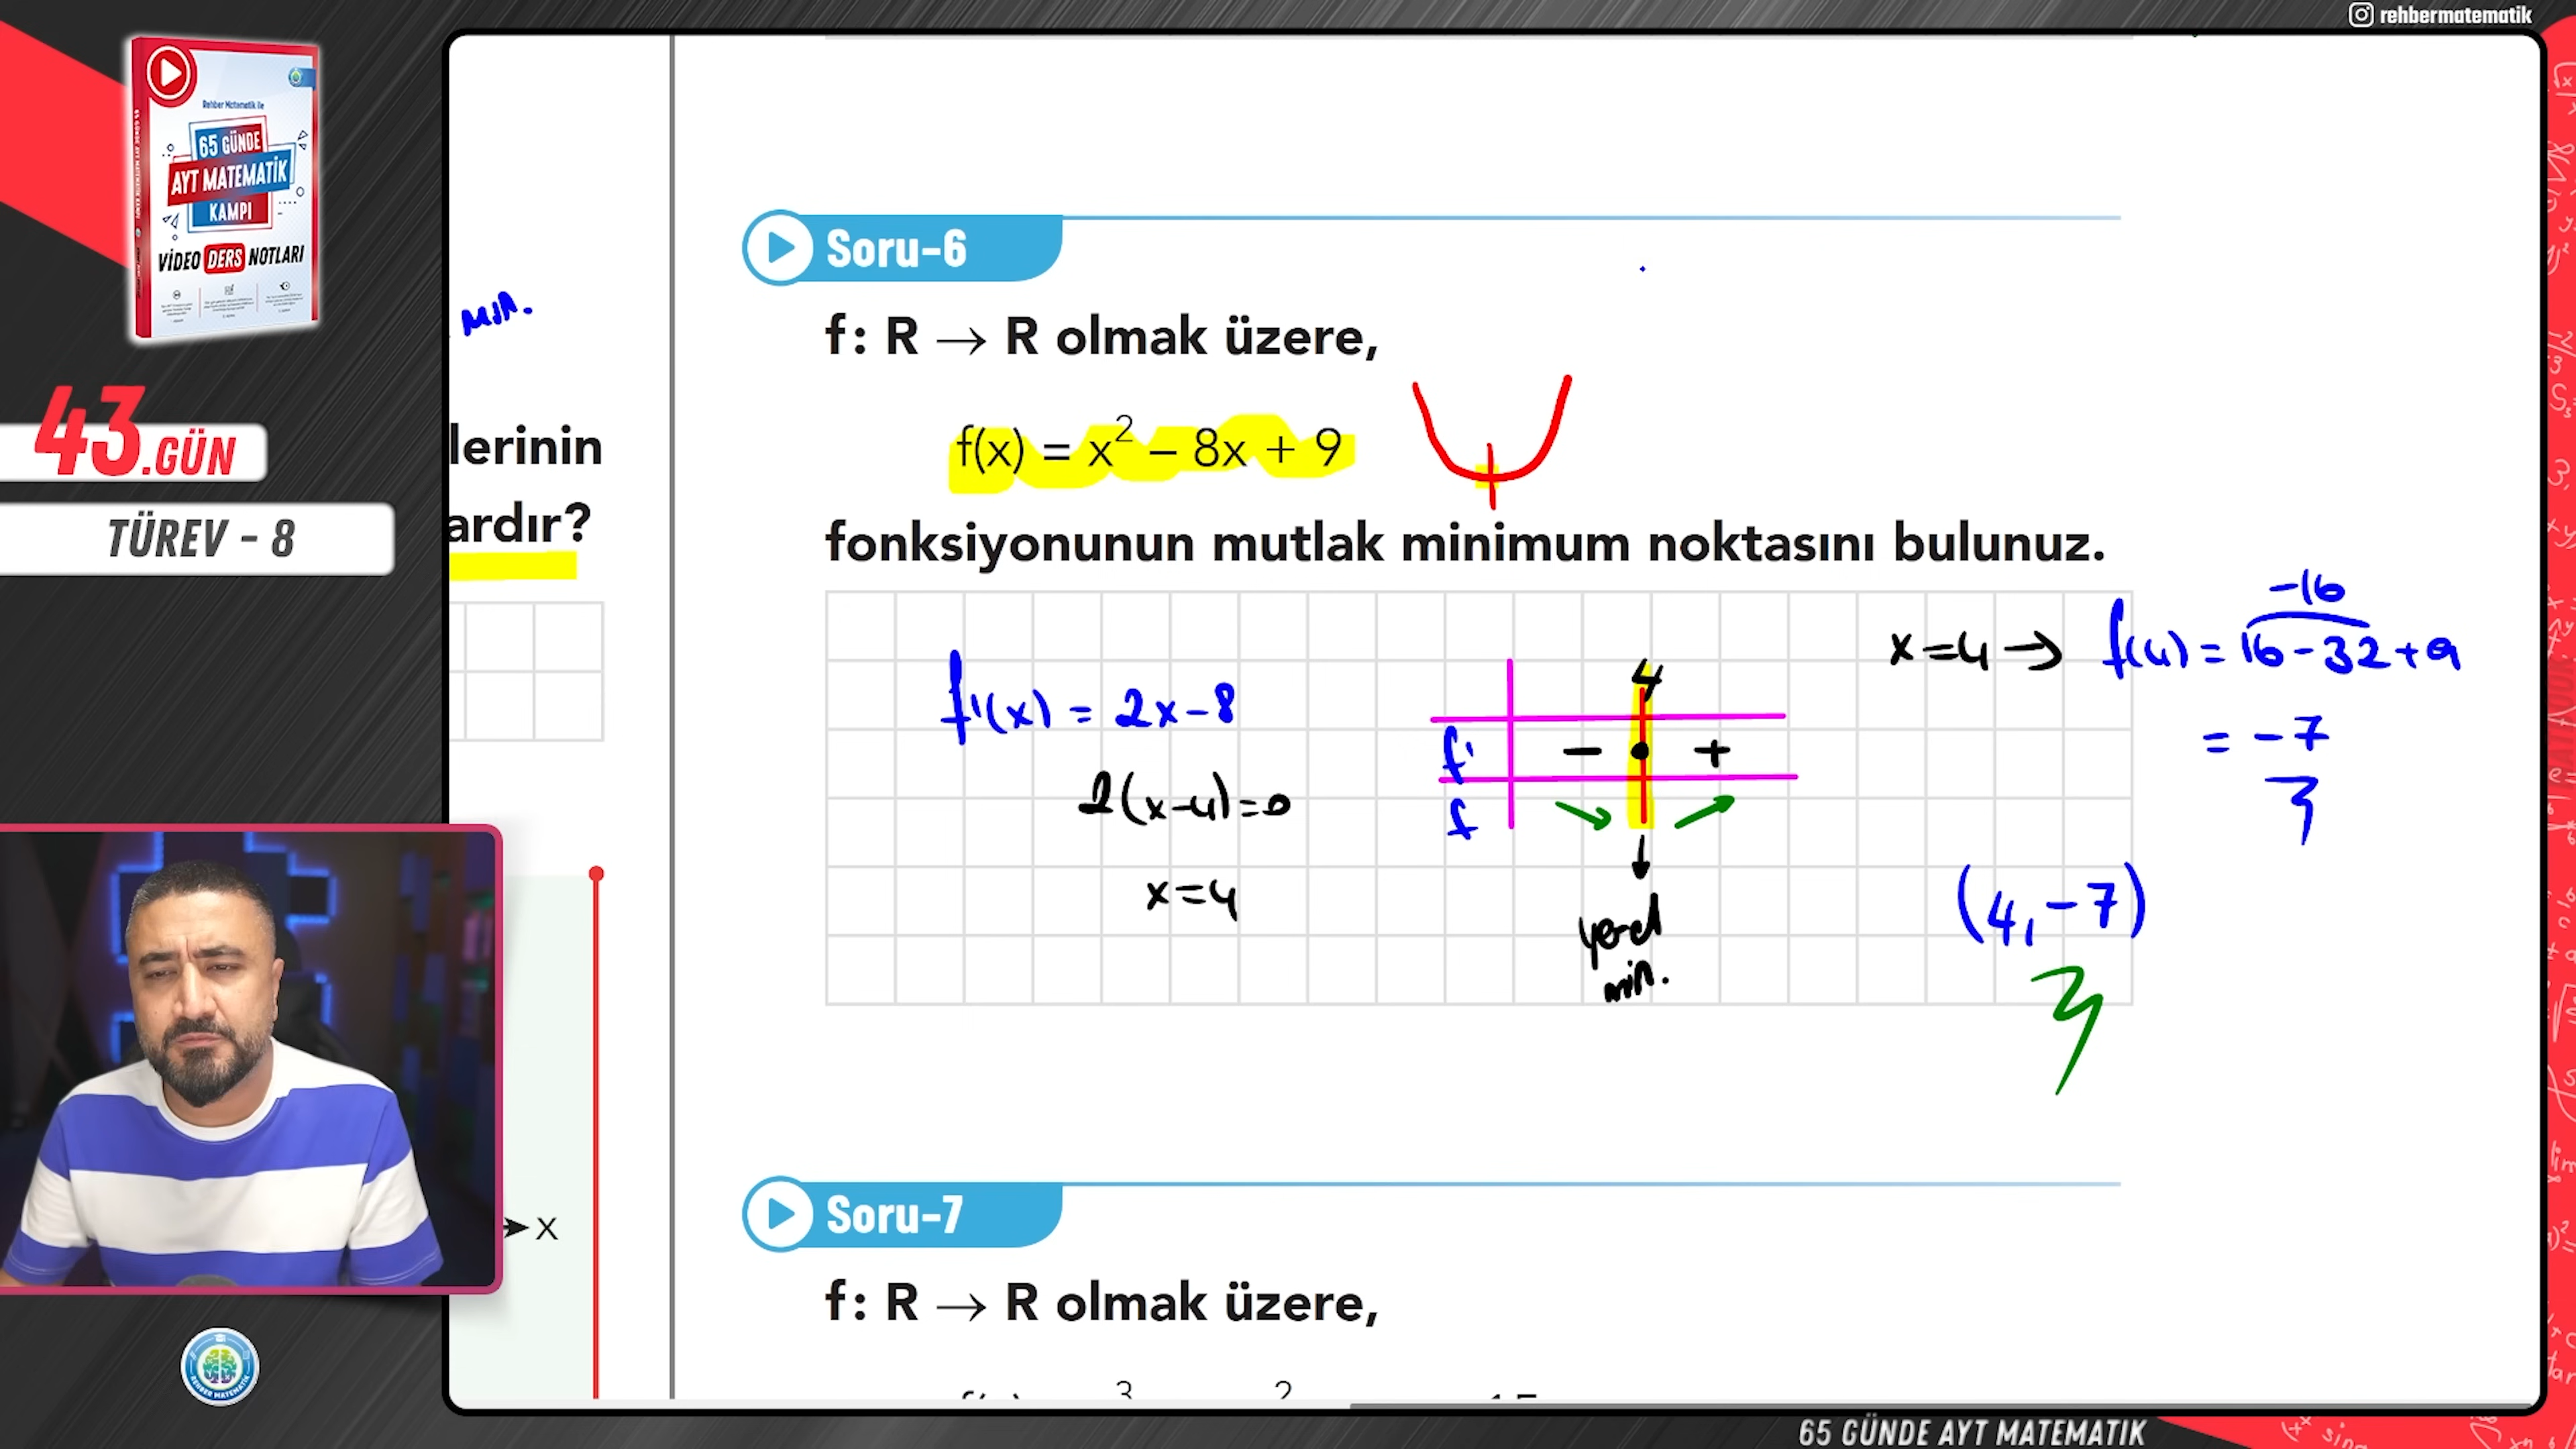 rehbermatematik
Rehber Matematik ile
65 GÜNDE
AYT MATEMATİK
KAMPI
VİDEO DERS NOTLARI
43.GÜN
TÜREV - 8
min.
lerinin
ardır?
x
Soru-6
f: R → R olmak üzere,
f(x) = x² – 8x + 9
fonksiyonunun mutlak minimum noktasını bulunuz.
f'(x) = 2x-8
2(x-4)=0
x=4
4
f' - +
f
yerel
min.
x=4 → f(4) = 16-32+9
-16
= -7
(4,-7)
Soru-7
f: R → R olmak üzere,
REHBER MATEMATİK
65 GÜNDE AYT MATEMATİK